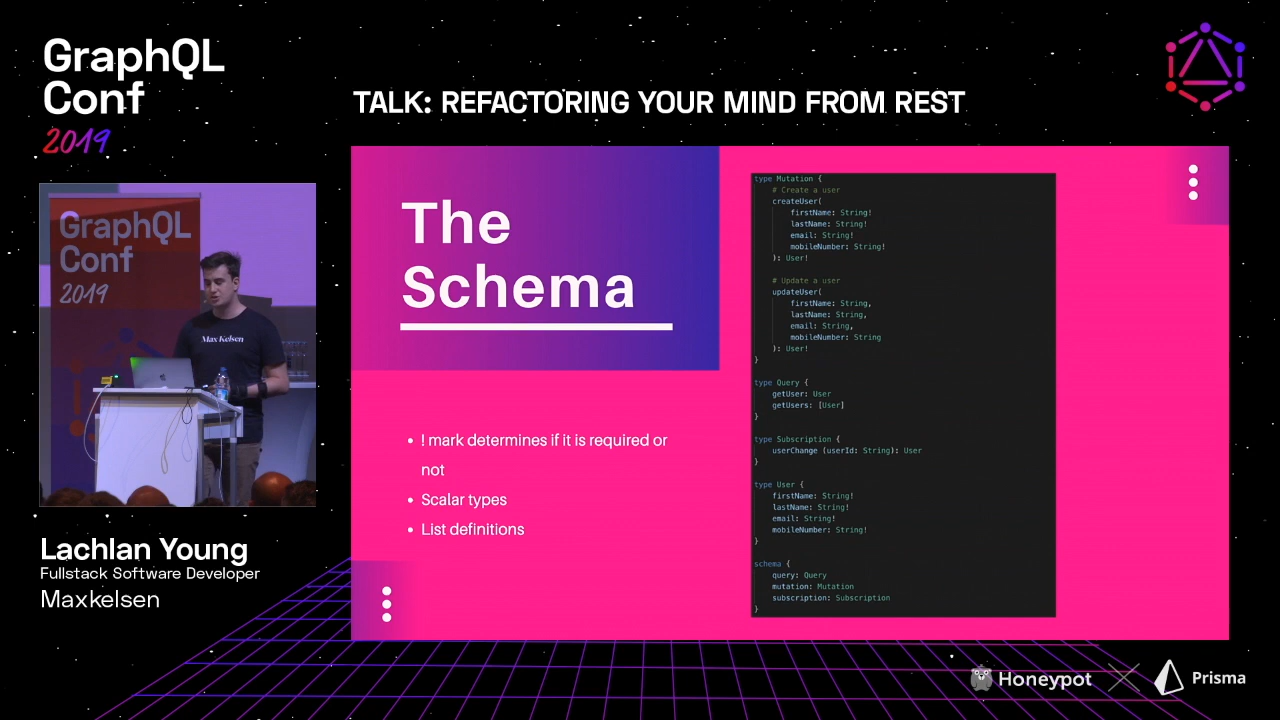 GraphQL
Conf
2019
TALK: REFACTORING YOUR MIND FROM REST
GraphQL
Conf
2019
Max Kelsen
Lachlan Young
Fullstack Software Developer
Maxkelsen
The
Schema
• ! mark determines if it is required or
not
• Scalar types
• List definitions
type Mutation {
# Create a user
createUser(
firstName: String!
lastName: String!
email: String!
mobileNumber: String!
): User!
# Update a user
updateUser(
firstName: String,
lastName: String,
email: String,
mobileNumber: String
): User!
}
type Query {
getUser: User
getUsers: [User]
}
type Subscription {
userChange (userId: String): User
}
type User {
firstName: String!
lastName: String!
email: String!
mobileNumber: String!
}
schema {
query: Query
mutation: Mutation
subscription: Subscription
}
Honeypot
Prisma